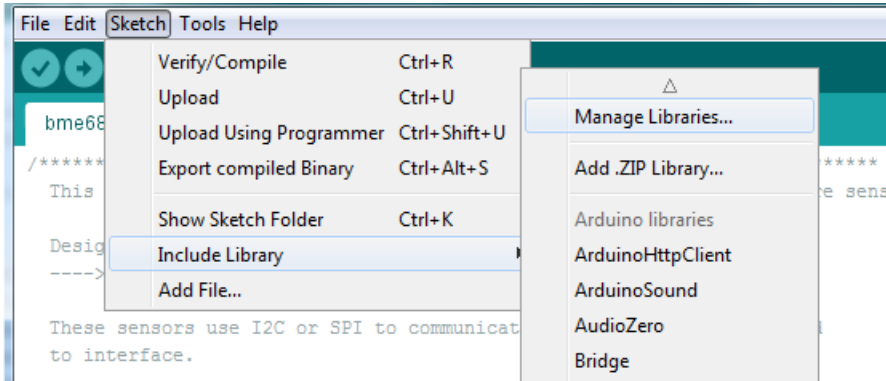 File Edit Sketch Tools Help
Verify/Compile Ctrl+R
Upload Ctrl+U
Upload Using Programmer Ctrl+Shift+U
Export compiled Binary Ctrl+Alt+S
Show Sketch Folder Ctrl+K
Include Library
Add File...
Manage Libraries...
Add .ZIP Library...
Arduino libraries
ArduinoHttpClient
ArduinoSound
AudioZero
Bridge
bme68
/*******
*****
This
re sens
Desig
---->
These sensors use I2C or SPI to communicat
to interface.